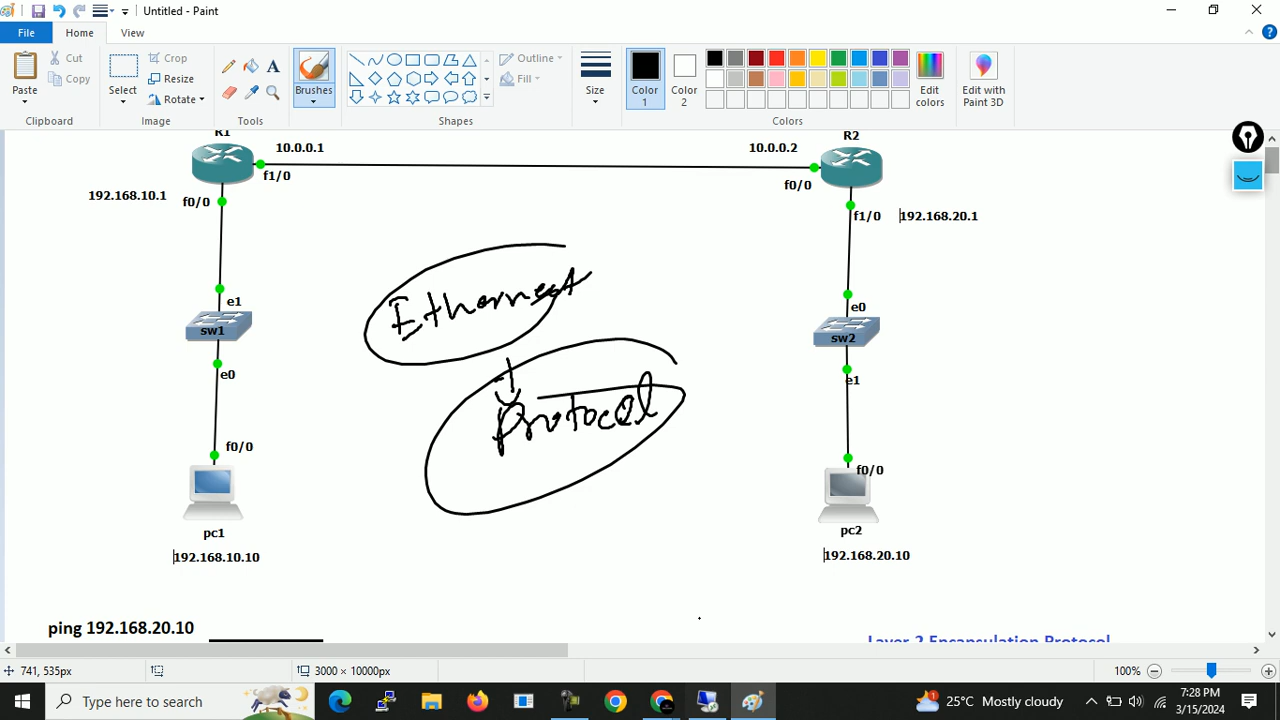 Untitled - Paint
File Home View
Paste
Cut
Copy
Clipboard
Select
Crop
Resize
Rotate
Image
Tools
Brushes
Shapes
Outline
Fill
Size
Color 1
Color 2
Colors
Edit colors
Edit with Paint 3D
R1
10.0.0.1
f1/0
192.168.10.1
f0/0
10.0.0.2
R2
f0/0
f1/0
192.168.20.1
e1
sw1
e0
f0/0
pc1
192.168.10.10
Ethernet
Protocol
e0
sw2
e1
f0/0
pc2
192.168.20.10
ping 192.168.20.10
Layer 2 Encapsulation Protocol
741, 535px
3000 × 10000px
100%
Type here to search
25°C Mostly cloudy
7:28 PM
3/15/2024